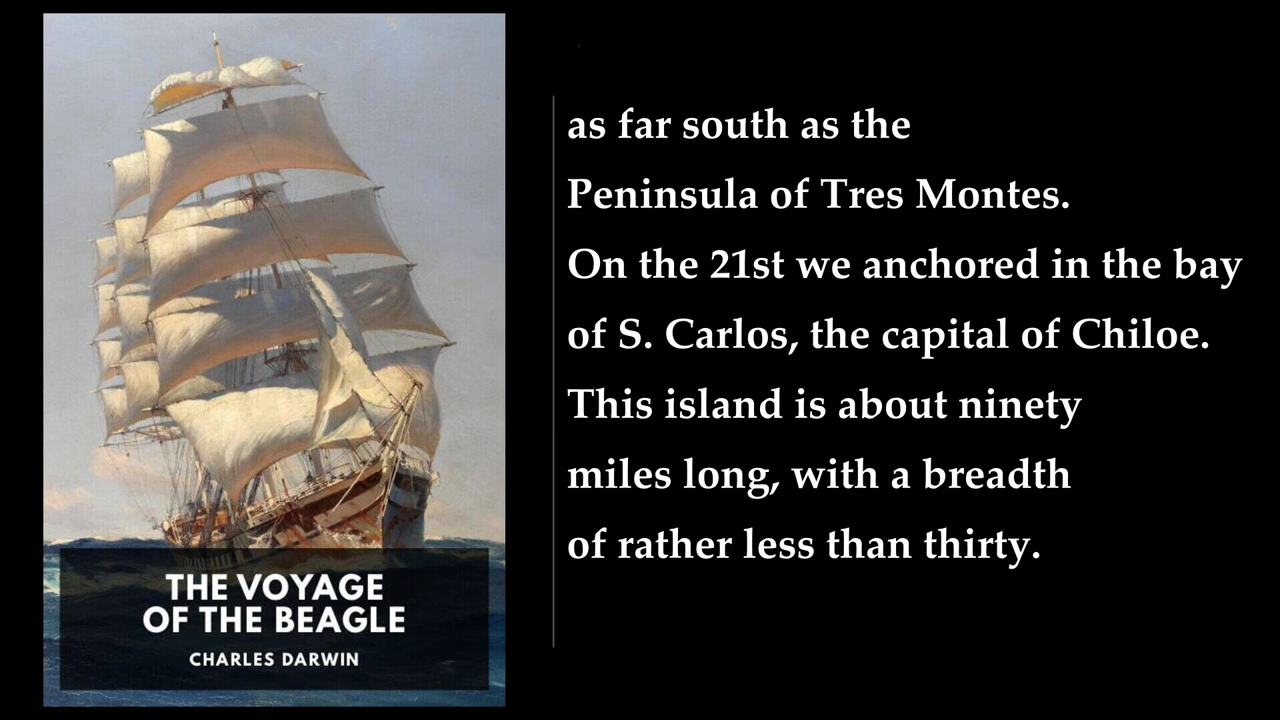 THE VOYAGE
OF THE BEAGLE
CHARLES DARWIN
as far south as the
Peninsula of Tres Montes.
On the 21st we anchored in the bay
of S. Carlos, the capital of Chiloe.
This island is about ninety
miles long, with a breadth
of rather less than thirty.